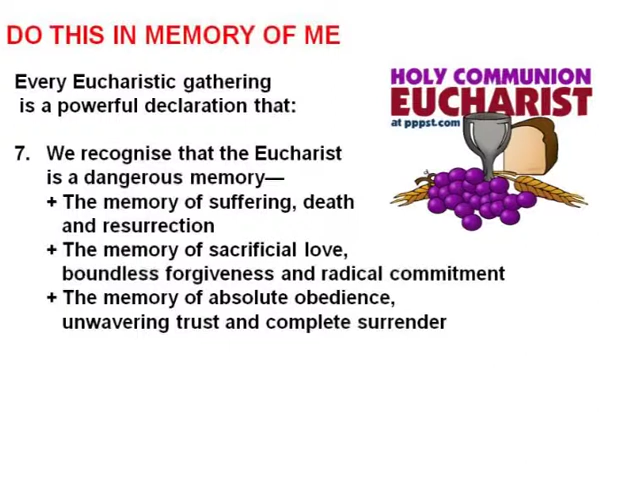 DO THIS IN MEMORY OF ME
Every Eucharistic gathering
is a powerful declaration that:
HOLY COMMUNION
EUCHARIST
at pppst.com
7. We recognise that the Eucharist
is a dangerous memory—
+ The memory of suffering, death
and resurrection
+ The memory of sacrificial love,
boundless forgiveness and radical commitment
+ The memory of absolute obedience,
unwavering trust and complete surrender